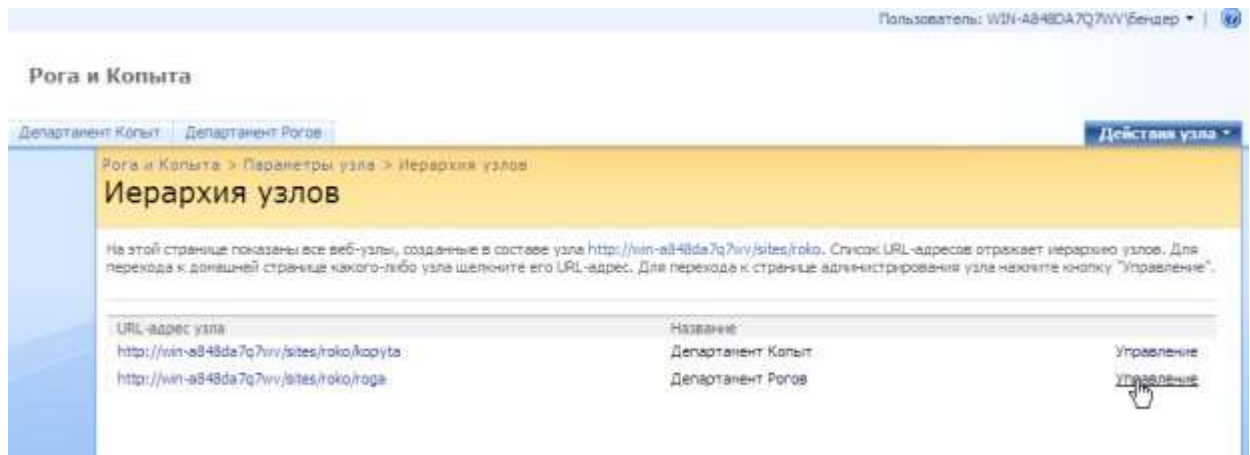 Пользователь: WIN-A848DA7Q7WV\бендер
Рога и Копыта
Департамент Копыт Департамент Рогов Действия узла
Рога и Копыта > Параметры узла > Иерархия узлов
Иерархия узлов
На этой странице показаны все веб-узлы, созданные в составе узла http://win-a848da7q7wv/sites/roko. Список URL-адресов отражает иерархию узлов. Для
перехода к домашней странице какого-либо узла щелкните его URL-адрес. Для перехода к странице администрирования узла нажмите кнопку "Управление".
URL-адрес узла Название
http://win-a848da7q7wv/sites/roko/kopyta Департамент Копыт Управление
http://win-a848da7q7wv/sites/roko/roga Департамент Рогов Управление